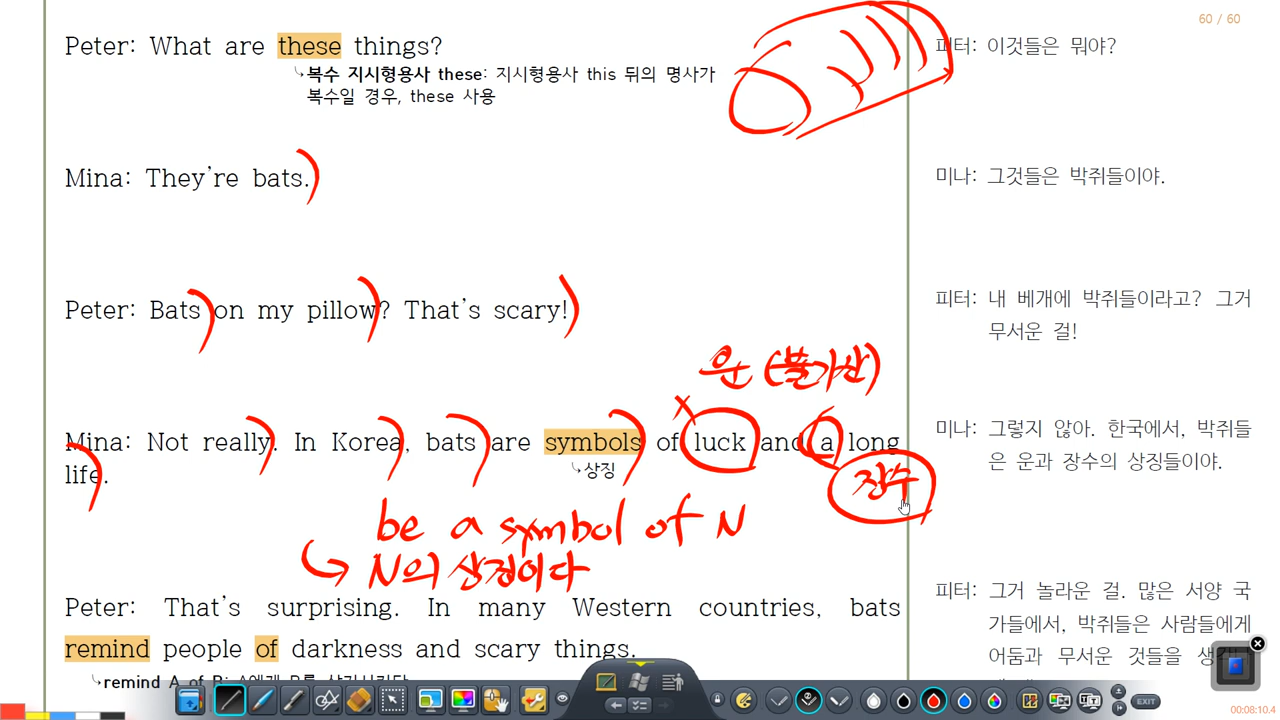 60 / 60
Peter: What are these things?
복수 지시형용사 these: 지시형용사 this 뒤의 명사가
복수일 경우, these 사용
피터: 이것들은 뭐야?
Mina: They're bats.
미나: 그것들은 박쥐들이야.
Peter: Bats on my pillow? That's scary!
피터: 내 베개에 박쥐들이라고? 그거
무서운 걸!
운 (불가산)
x
Mina: Not really. In Korea, bats are symbols of luck and a long
life.
상징
장수
미나: 그렇지 않아. 한국에서, 박쥐들
은 운과 장수의 상징들이야.
be a symbol of N
N의 상징이다
Peter: That's surprising. In many Western countries, bats
remind people of darkness and scary things.
remind A of B: A에게 B를
피터: 그거 놀라운 걸. 많은 서양 국
가들에서, 박쥐들은 사람들에게
어둠과 무서운 것들을
EXIT
00:08:10.4